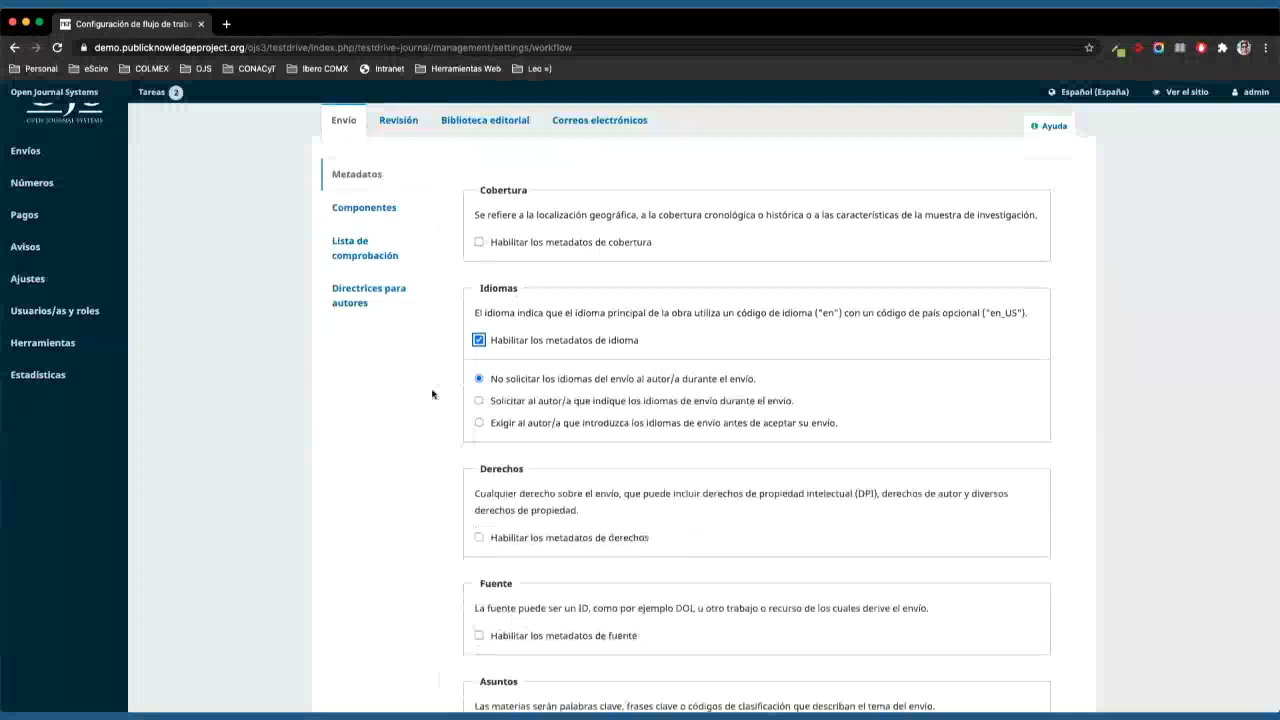 Configuración de flujo de traba
demo.publicknowledgeproject.org/ojs3/testdrive/index.php/testdrive-journal/management/settings/workflow
Personal eScire COLMEX OJS CONACyT Ibero CDMX Intranet Herramientas Web Leo »)
Open Journal Systems Tareas 2 Español (España) Ver el sitio admin
OPEN JOURNAL SYSTEMS
Envíos
Números
Pagos
Avisos
Ajustes
Usuarios/as y roles
Herramientas
Estadísticas
Envío Revisión Biblioteca editorial Correos electrónicos
Ayuda
Metadatos
Componentes
Lista de
comprobación
Directrices para
autores
Cobertura
Se refiere a la localización geográfica, a la cobertura cronológica o histórica o a las características de la muestra de investigación.
Habilitar los metadatos de cobertura
Idiomas
El idioma indica que el idioma principal de la obra utiliza un código de idioma ("en") con un código de país opcional ("en_US").
Habilitar los metadatos de idioma
No solicitar los idiomas del envío al autor/a durante el envío.
Solicitar al autor/a que indique los idiomas de envío durante el envío.
Exigir al autor/a que introduzca los idiomas de envío antes de aceptar su envío.
Derechos
Cualquier derecho sobre el envío, que puede incluir derechos de propiedad intelectual (DPI), derechos de autor y diversos
derechos de propiedad.
Habilitar los metadatos de derechos
Fuente
La fuente puede ser un ID, como por ejemplo DOI, u otro trabajo o recurso de los cuales derive el envío.
Habilitar los metadatos de fuente
Asuntos
Las materias serán palabras clave, frases clave o códigos de clasificación que describan el tema del envío.